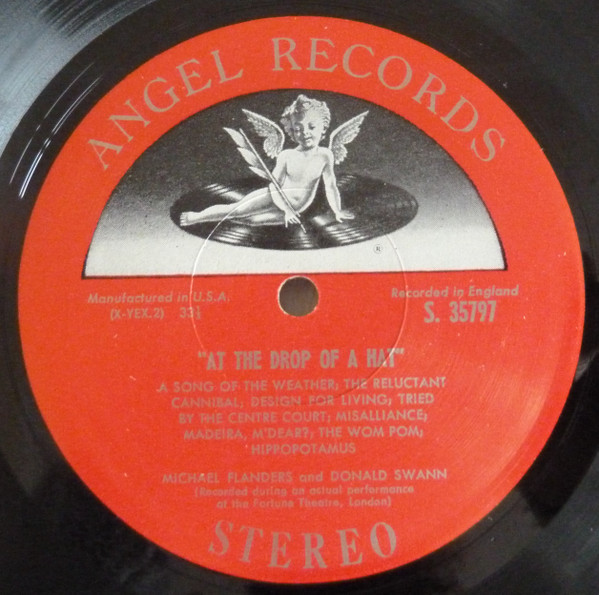 ANGEL RECORDS
®
Manufactured in U.S.A.
(X-YEX.2) 33⅓
Recorded in England
S. 35797
"AT THE DROP OF A HAT"
A SONG OF THE WEATHER; THE RELUCTANT
CANNIBAL; DESIGN FOR LIVING; TRIED
BY THE CENTRE COURT; MISALLIANCE;
MADEIRA, M'DEAR?; THE WOM POM;
HIPPOPOTAMUS
MICHAEL FLANDERS and DONALD SWANN
(Recorded during an actual performance
at the Fortune Theatre, London)
STEREO